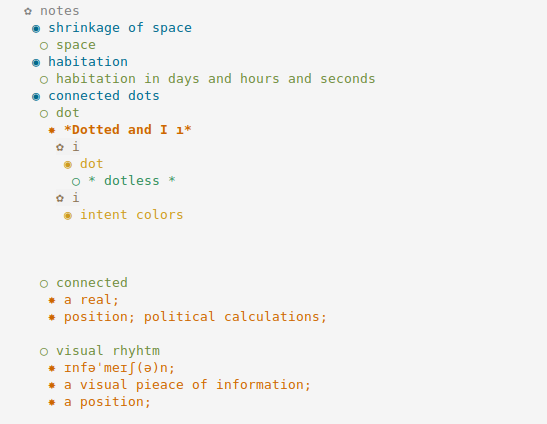 ✿ notes
◉ shrinkage of space
○ space
◉ habitation
○ habitation in days and hours and seconds
◉ connected dots
○ dot
✸ *Dotted and I ı*
✿ i
◉ dot
○ * dotless *
✿ i
◉ intent colors
○ connected
✸ a real;
✸ position; political calculations;
○ visual rhyhtm
✸ ɪnfəˈmeɪʃ(ə)n;
✸ a visual pieace of information;
✸ a position;